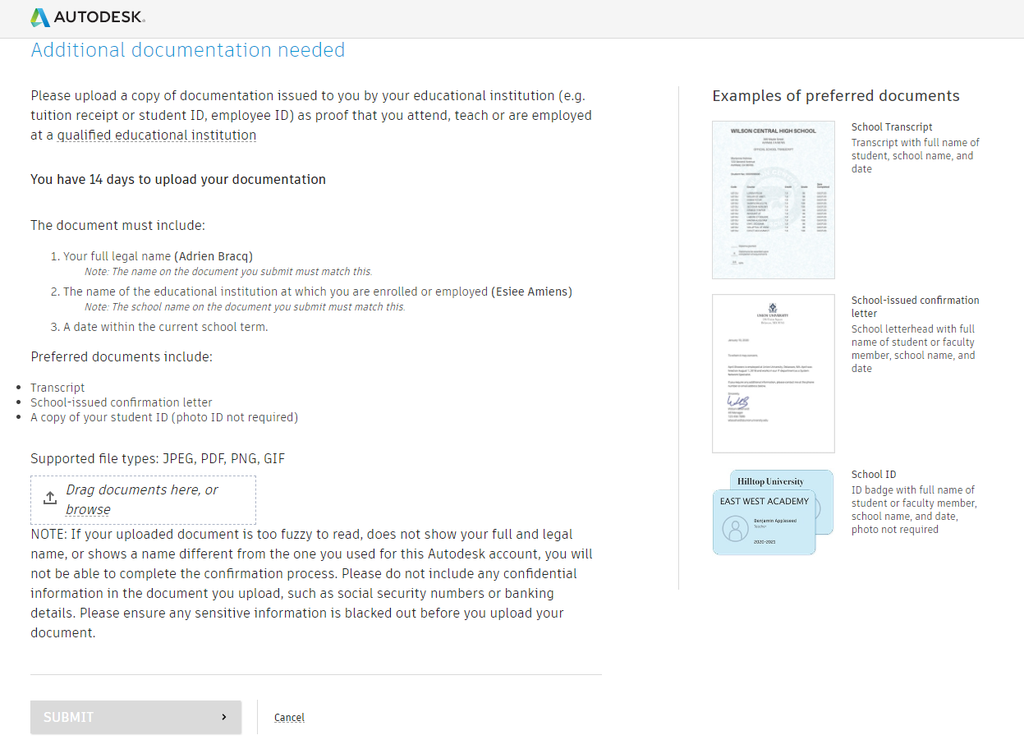 AUTODESK.
Additional documentation needed
Please upload a copy of documentation issued to you by your educational institution (e.g.
tuition receipt or student ID, employee ID) as proof that you attend, teach or are employed
at a qualified educational institution
You have 14 days to upload your documentation
The document must include:
1. Your full legal name (Adrien Bracq)
Note: The name on the document you submit must match this.
2. The name of the educational institution at which you are enrolled or employed (Esiee Amiens)
Note: The school name on the document you submit must match this.
3. A date within the current school term.
Preferred documents include:
• Transcript
• School-issued confirmation letter
• A copy of your student ID (photo ID not required)
Supported file types: JPEG, PDF, PNG, GIF
Drag documents here, or
browse
NOTE: If your uploaded document is too fuzzy to read, does not show your full and legal
name, or shows a name different from the one you used for this Autodesk account, you will
not be able to complete the confirmation process. Please do not include any confidential
information in the document you upload, such as social security numbers or banking
details. Please ensure any sensitive information is blacked out before you upload your
document.
SUBMIT
Cancel
Examples of preferred documents
WILSON CENTRAL HIGH SCHOOL
School Transcript
Transcript with full name of
student, school name, and
date
UNION UNIVERSITY
School-issued confirmation
letter
School letterhead with full
name of student or faculty
member, school name, and
date
Hilltop University
EAST WEST ACADEMY
Benjamin Appleseed
Teacher
2020-2021
School ID
ID badge with full name of
student or faculty member,
school name, and date,
photo not required